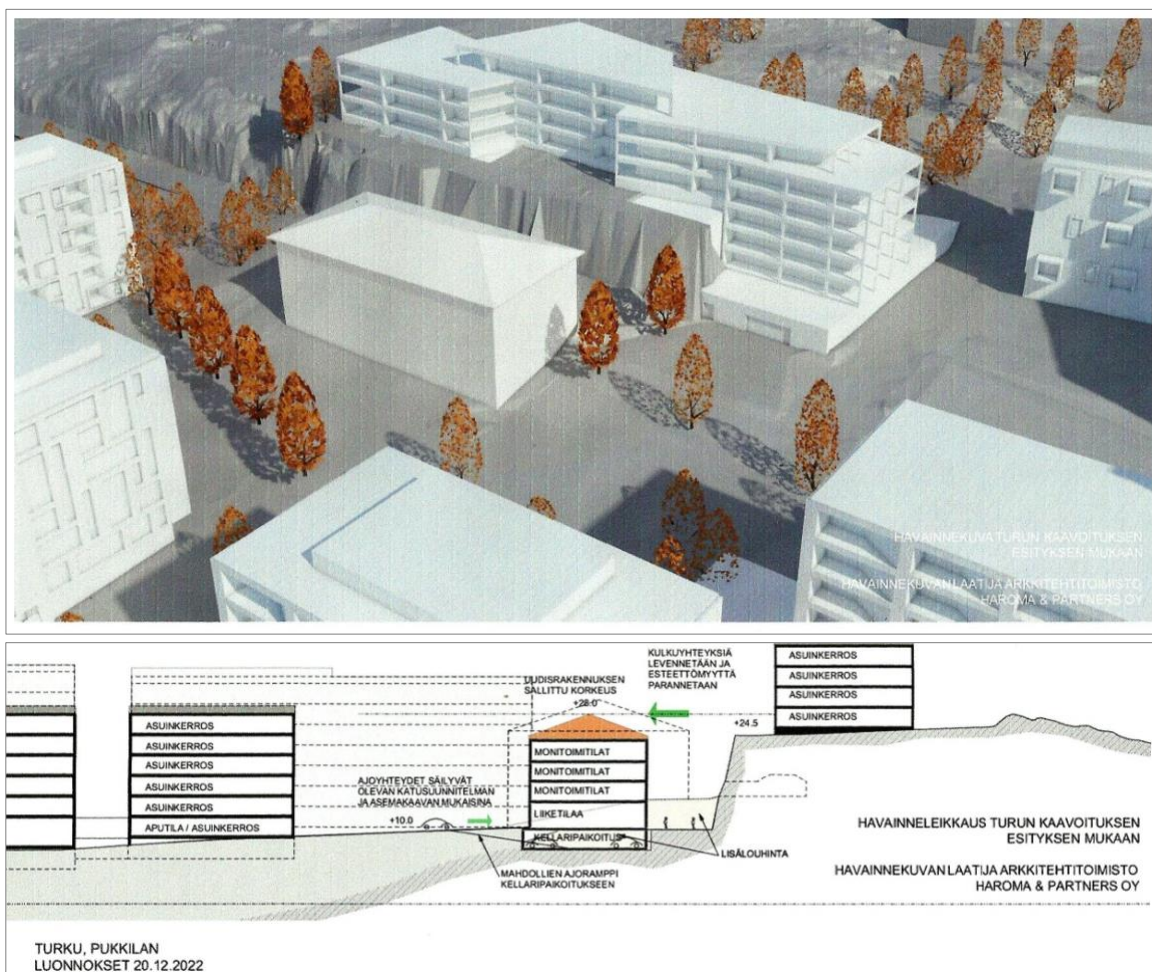 HAVAINNEKUVA TURUN KAAVOITUKSEN
ESITYKSEN MUKAAN
HAVAINNEKUVAN LAATIJA ARKKITEHTITOIMISTO
HAROMA & PARTNERS OY
KULKUYHTEYKSIÄ
LEVENNETÄÄN JA
ESTEETTÖMYYTTÄ
PARANNETAAN
ASUINKERROS
ASUINKERROS
ASUINKERROS
ASUINKERROS
UUDISRAKENNUKSEN
SALLITTU KORKEUS
+28.0
+24.5
ASUINKERROS
ASUINKERROS
ASUINKERROS
ASUINKERROS
ASUINKERROS
APUTILA / ASUINKERROS
AJOYHTEYDET SÄILYVÄT
OLEVAN KATUSUUNNITELMAN
JA ASEMAKAAVAN MUKAISINA
+10.0
MONITOIMITILAT
MONITOIMITILAT
MONITOIMITILAT
LIIKETILAA
KELLARIPAIKOITUS
LISÄLOUHINTA
MAHDOLLIEN AJORAMPPI
KELLARIPAIKOITUKSEEN
HAVAINNELEIKKAUS TURUN KAAVOITUKSEN
ESITYKSEN MUKAAN
HAVAINNEKUVAN LAATIJA ARKKITEHTITOIMISTO
HAROMA & PARTNERS OY
TURKU, PUKKILAN
LUONNOKSET 20.12.2022